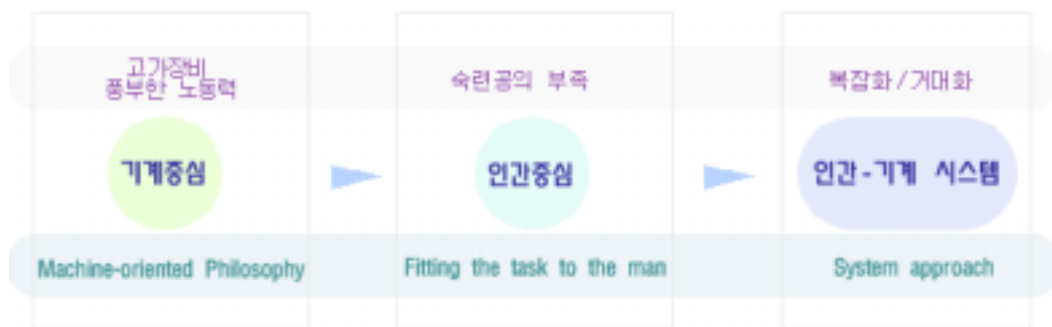 고가장비
풍부한 노동력
숙련공의 부족
복잡화/거대화
기계중심
인간중심
인간-기계 시스템
Machine-oriented Philosophy
Fitting the task to the man
System approach